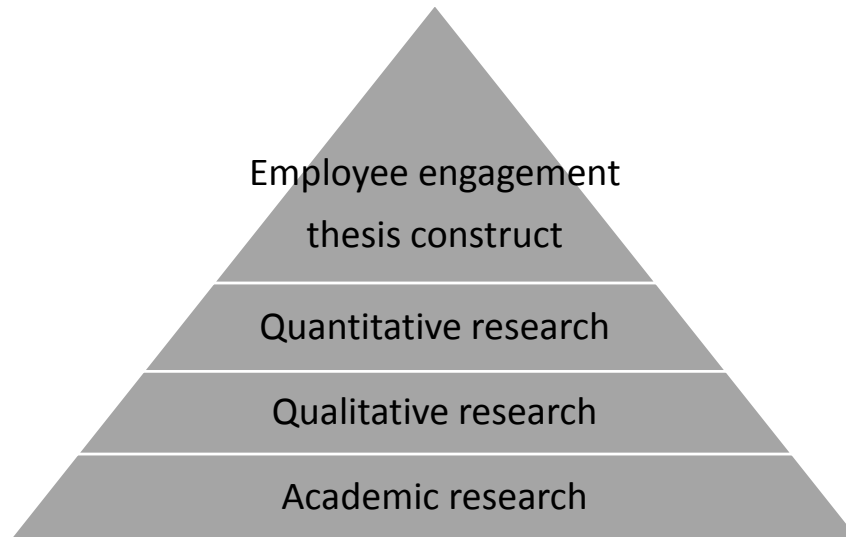 Employee engagement
thesis construct
Quantitative research
Qualitative research
Academic research